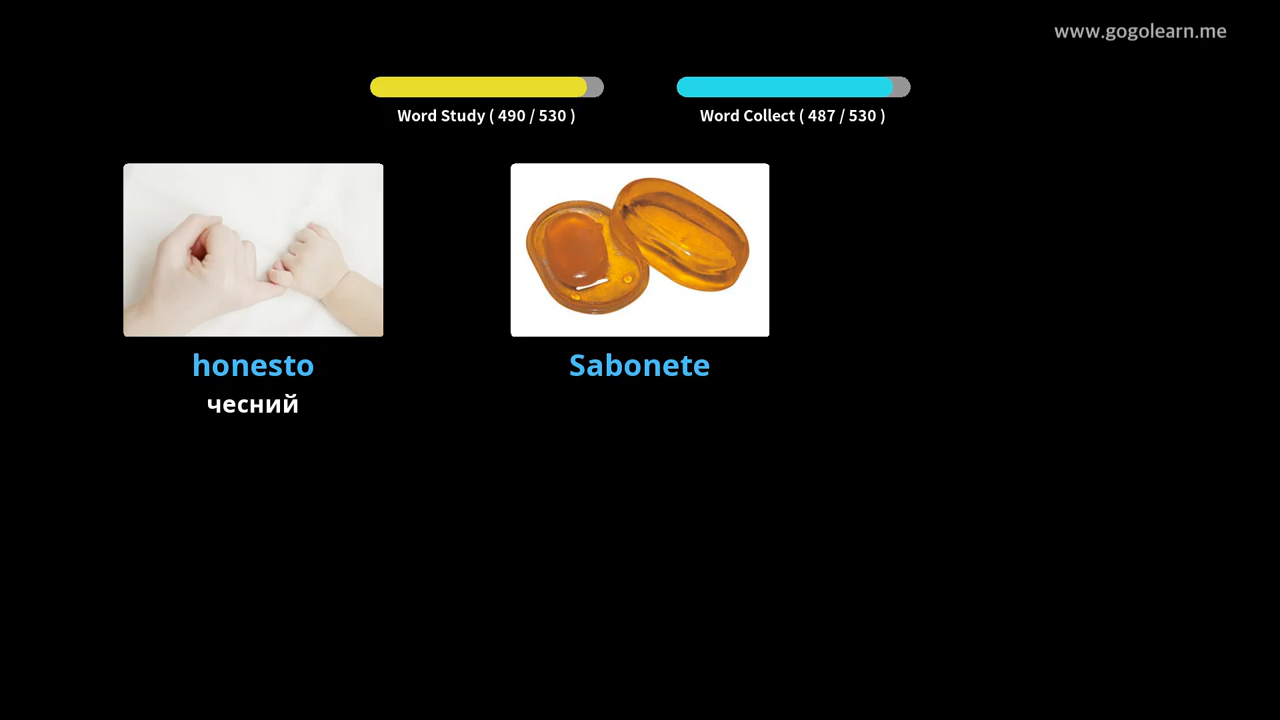 www.gogolearn.me
Word Study ( 490 / 530 )
Word Collect ( 487 / 530 )
honesto
чесний
Sabonete